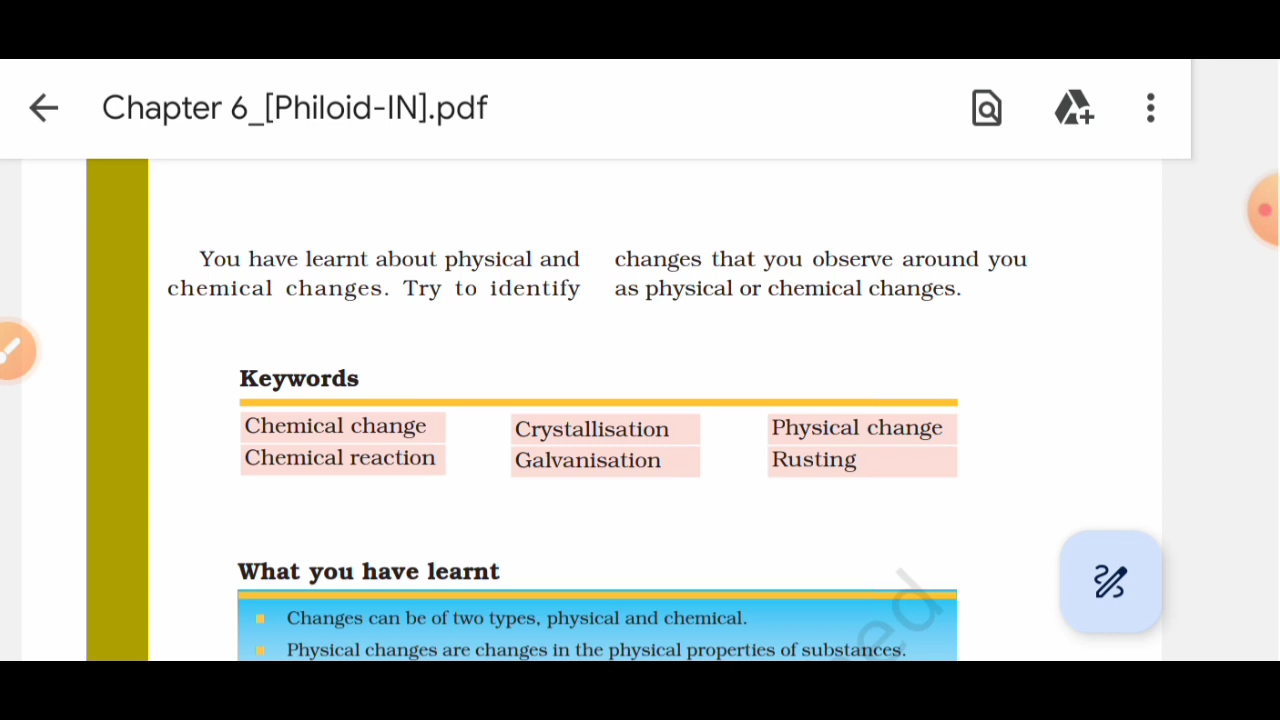 Chapter 6_[Philoid-IN].pdf
You have learnt about physical and
chemical changes. Try to identify
changes that you observe around you
as physical or chemical changes.
Keywords
Chemical change
Chemical reaction
Crystallisation
Galvanisation
Physical change
Rusting
What you have learnt
Changes can be of two types, physical and chemical.
Physical changes are changes in the physical properties of substances.